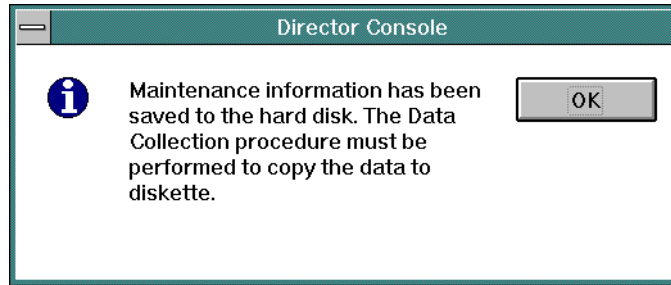 Director Console
Maintenance information has been
saved to the hard disk. The Data
Collection procedure must be
performed to copy the data to
diskette.
OK